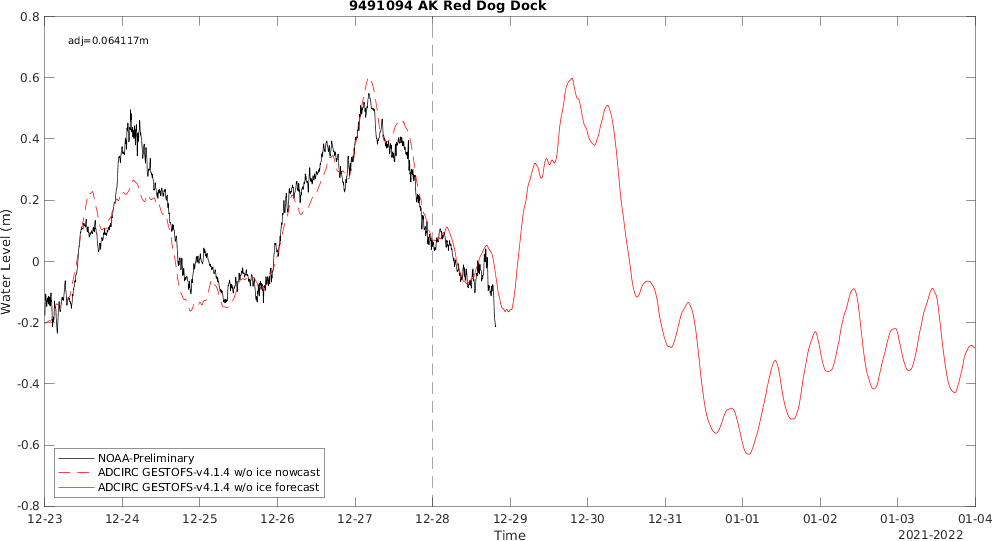 9491094 AK Red Dog Dock
adj=0.064117m
0.8
0.6
0.4
0.2
0
-0.2
-0.4
-0.6
-0.8
Water Level (m)
NOAA-Preliminary
ADCIRC GESTOFS-v4.1.4 w/o ice nowcast
ADCIRC GESTOFS-v4.1.4 w/o ice forecast
12-23 12-24 12-25 12-26 12-27 12-28 12-29 12-30 12-31 01-01 01-02 01-03 01-04
Time
2021-2022